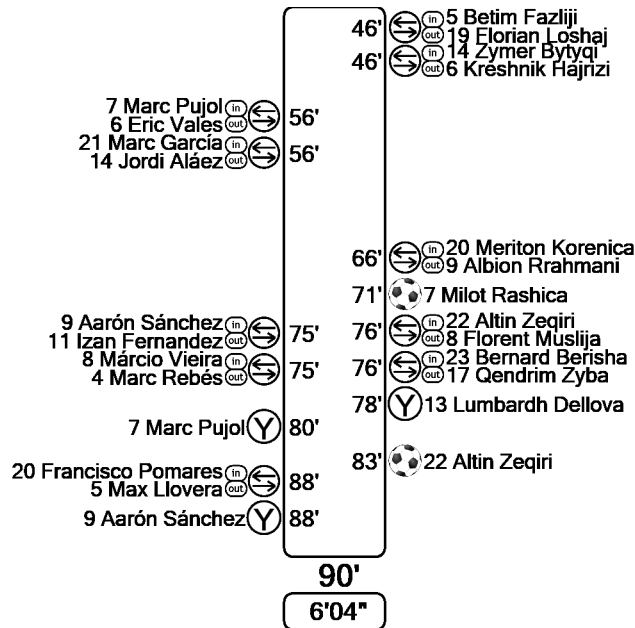 46' in 5 Betim Fazliji
out 19 Florian Loshaj
46' in 14 Zymer Bytyqi
out 6 Kreshnik Hajrizi
7 Marc Pujol in 56'
6 Eric Vales out
21 Marc García in 56'
14 Jordi Aláez out
66' in 20 Meriton Korenica
out 9 Albion Rrahmani
71' 7 Milot Rashica
9 Aarón Sánchez in 75'
11 Izan Fernandez out
76' in 22 Altin Zeqiri
out 8 Florent Muslija
8 Márcio Vieira in 75'
4 Marc Rebés out
76' in 23 Bernard Berisha
out 17 Qendrim Zyba
78' Y 13 Lumbardh Dellova
7 Marc Pujol Y 80'
83' 22 Altin Zeqiri
20 Francisco Pomares in 88'
5 Max Llovera out
9 Aarón Sánchez Y 88'
90'
6'04"